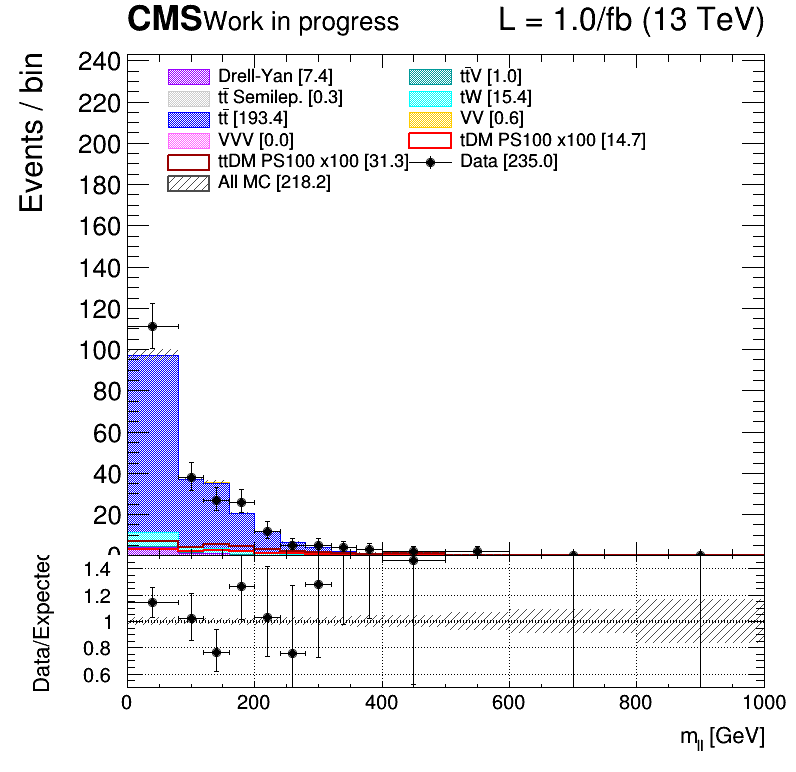 CMS Work in progress L = 1.0/fb (13 TeV)
Events / bin
240
220
200
180
160
140
120
100
80
60
40
20
0
Drell-Yan [7.4] tt̄V [1.0]
tt̄ Semilep. [0.3] tW [15.4]
tt̄ [193.4] VV [0.6]
VVV [0.0] tDM PS100 x100 [14.7]
ttDM PS100 x100 [31.3] Data [235.0]
All MC [218.2]
Data/Expected
1.4
1.2
1
0.8
0.6
0 200 400 600 800 1000
m_ll [GeV]